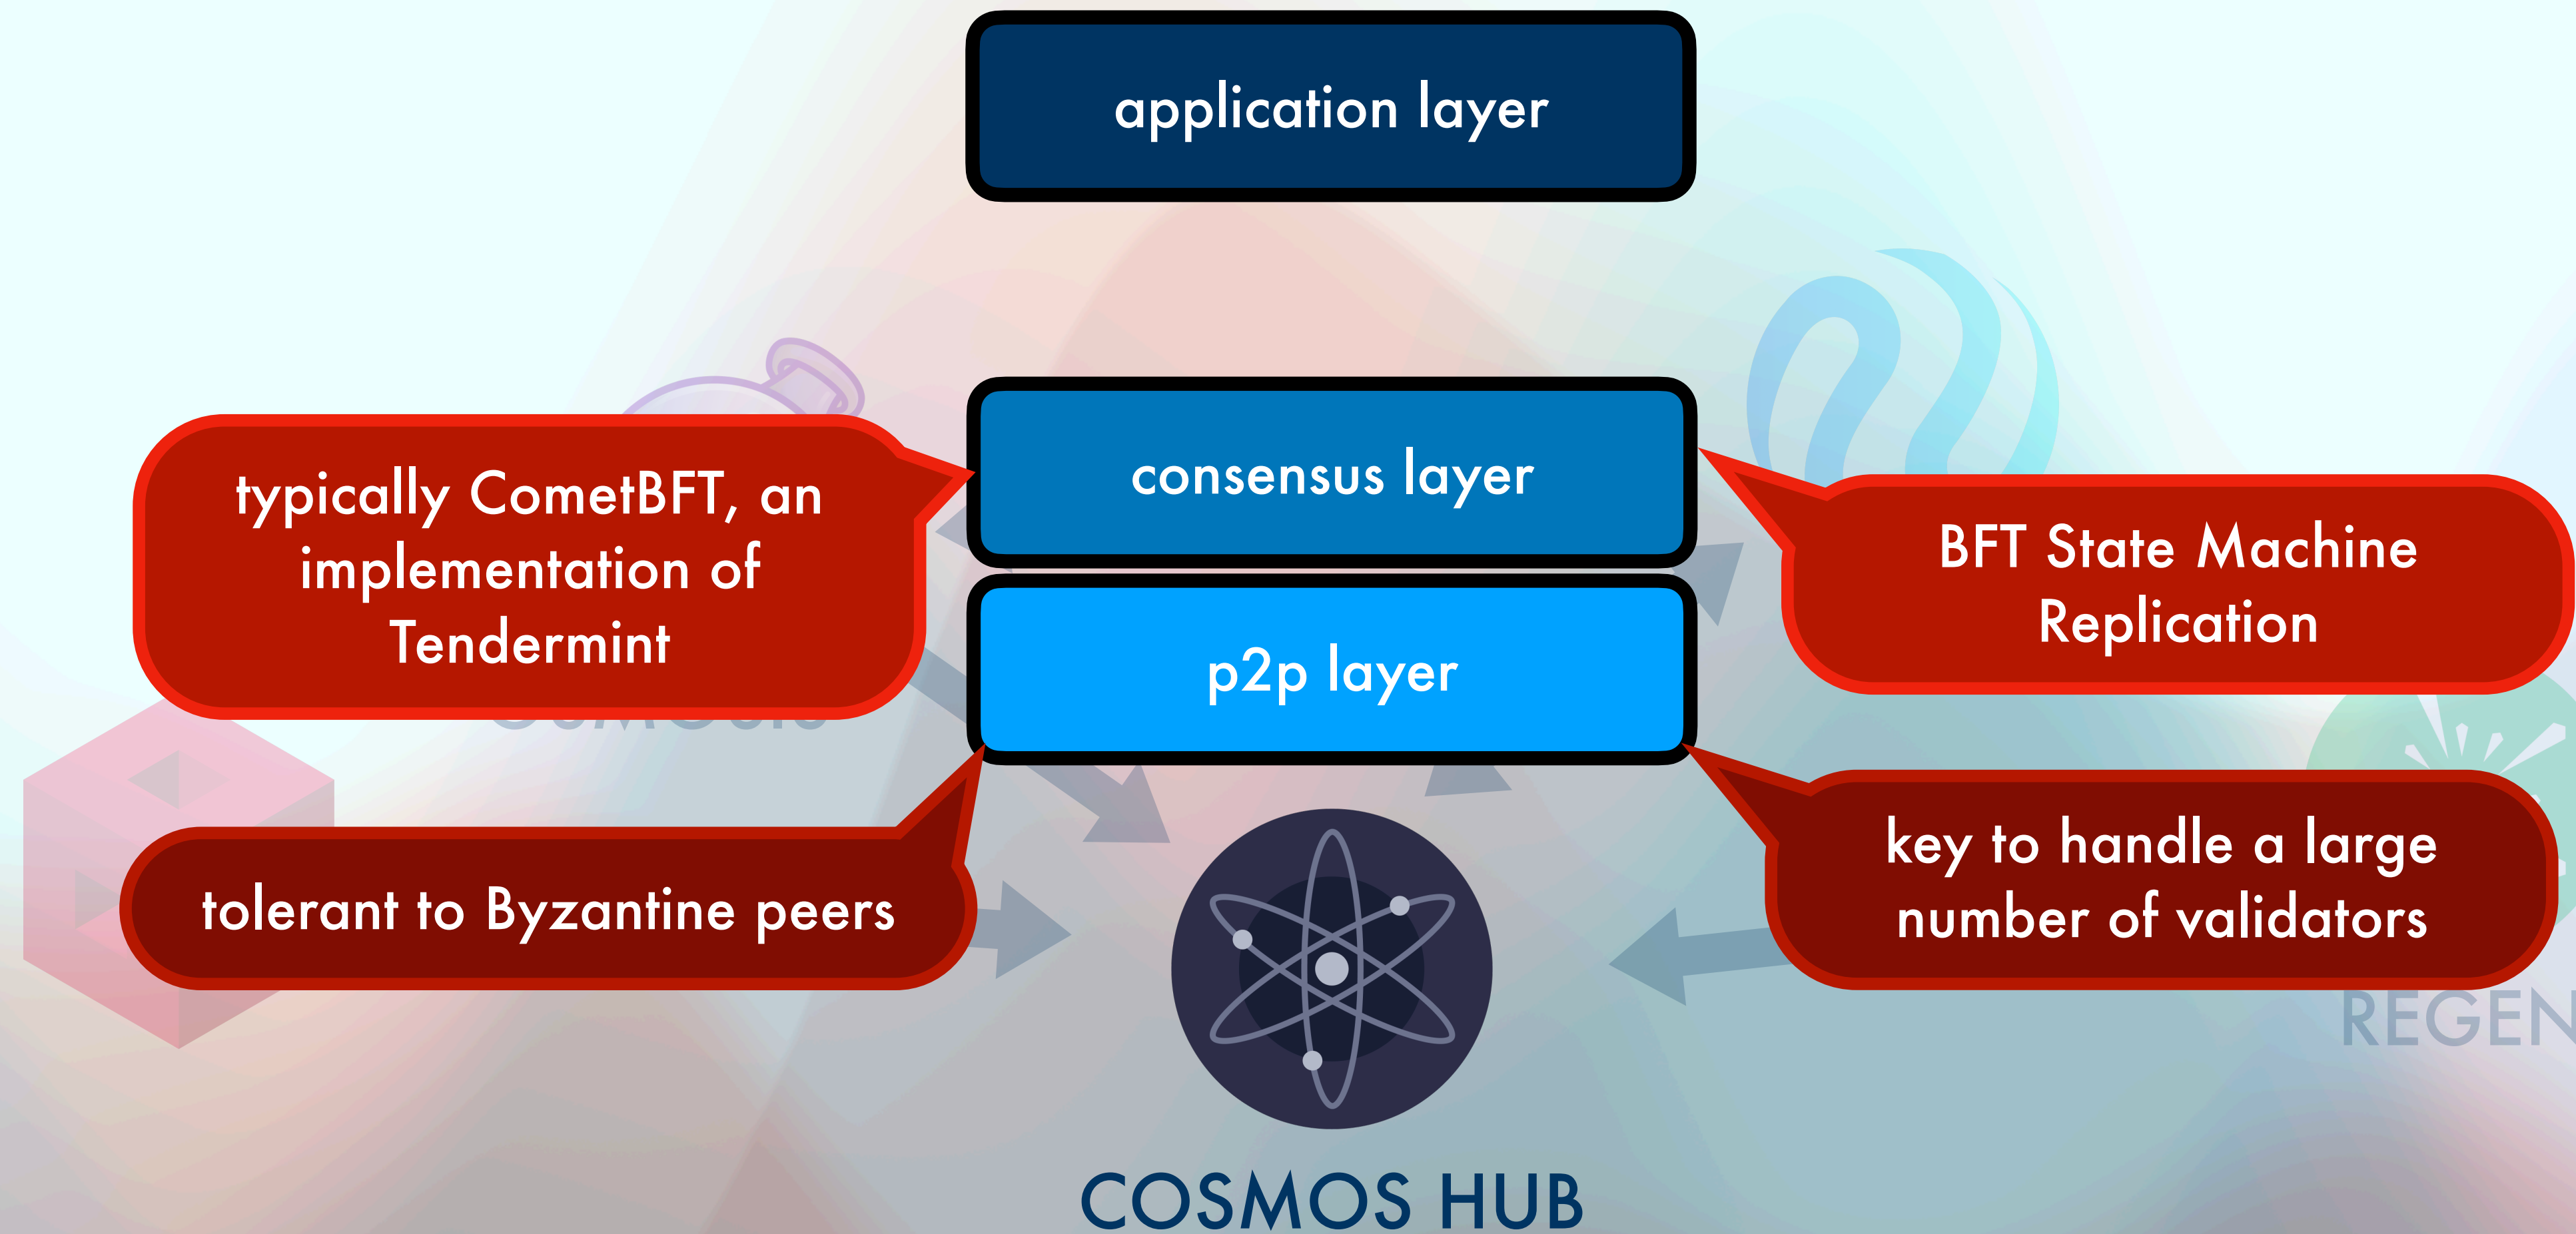 application layer
consensus layer
typically CometBFT, an
implementation of
Tendermint
BFT State Machine
Replication
p2p layer
OSMOSIS
tolerant to Byzantine peers
key to handle a large
number of validators
REGEN
COSMOS HUB